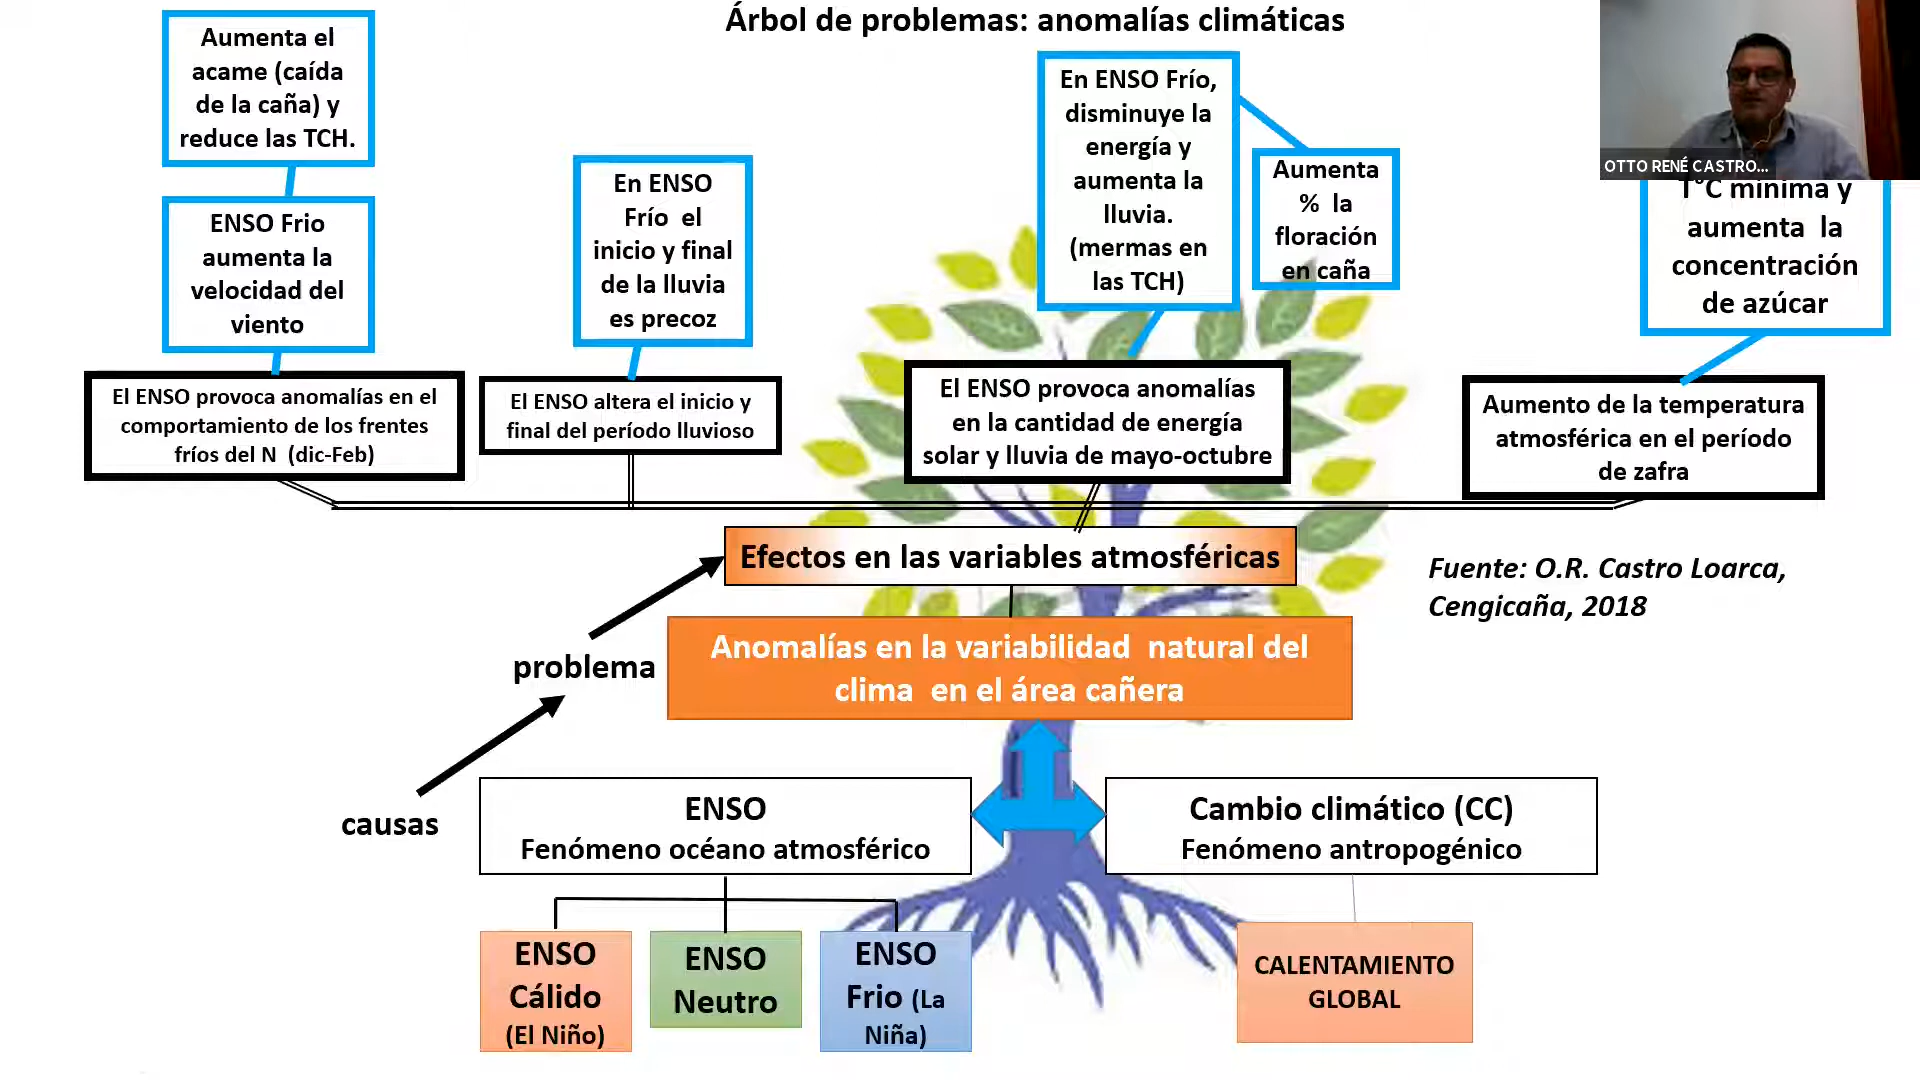 Árbol de problemas: anomalías climáticas
Aumenta el
acame (caída
de la caña) y
reduce las TCH.
ENSO Frio
aumenta la
velocidad del
viento
En ENSO
Frío el
inicio y final
de la lluvia
es precoz
En ENSO Frío,
disminuye la
energía y
aumenta la
lluvia.
(mermas en
las TCH)
Aumenta
% la
floración
en caña
OTTO RENÉ CASTRO...
T°C mínima y
aumenta la
concentración
de azúcar
El ENSO provoca anomalías en el
comportamiento de los frentes
fríos del N (dic-Feb)
El ENSO altera el inicio y
final del período lluvioso
El ENSO provoca anomalías
en la cantidad de energía
solar y lluvia de mayo-octubre
Aumento de la temperatura
atmosférica en el período
de zafra
Efectos en las variables atmosféricas
Fuente: O.R. Castro Loarca,
Cengicaña, 2018
problema
Anomalías en la variabilidad natural del
clima en el área cañera
causas
ENSO
Fenómeno océano atmosférico
Cambio climático (CC)
Fenómeno antropogénico
ENSO
Cálido
(El Niño)
ENSO
Neutro
ENSO
Frio (La
Niña)
CALENTAMIENTO
GLOBAL